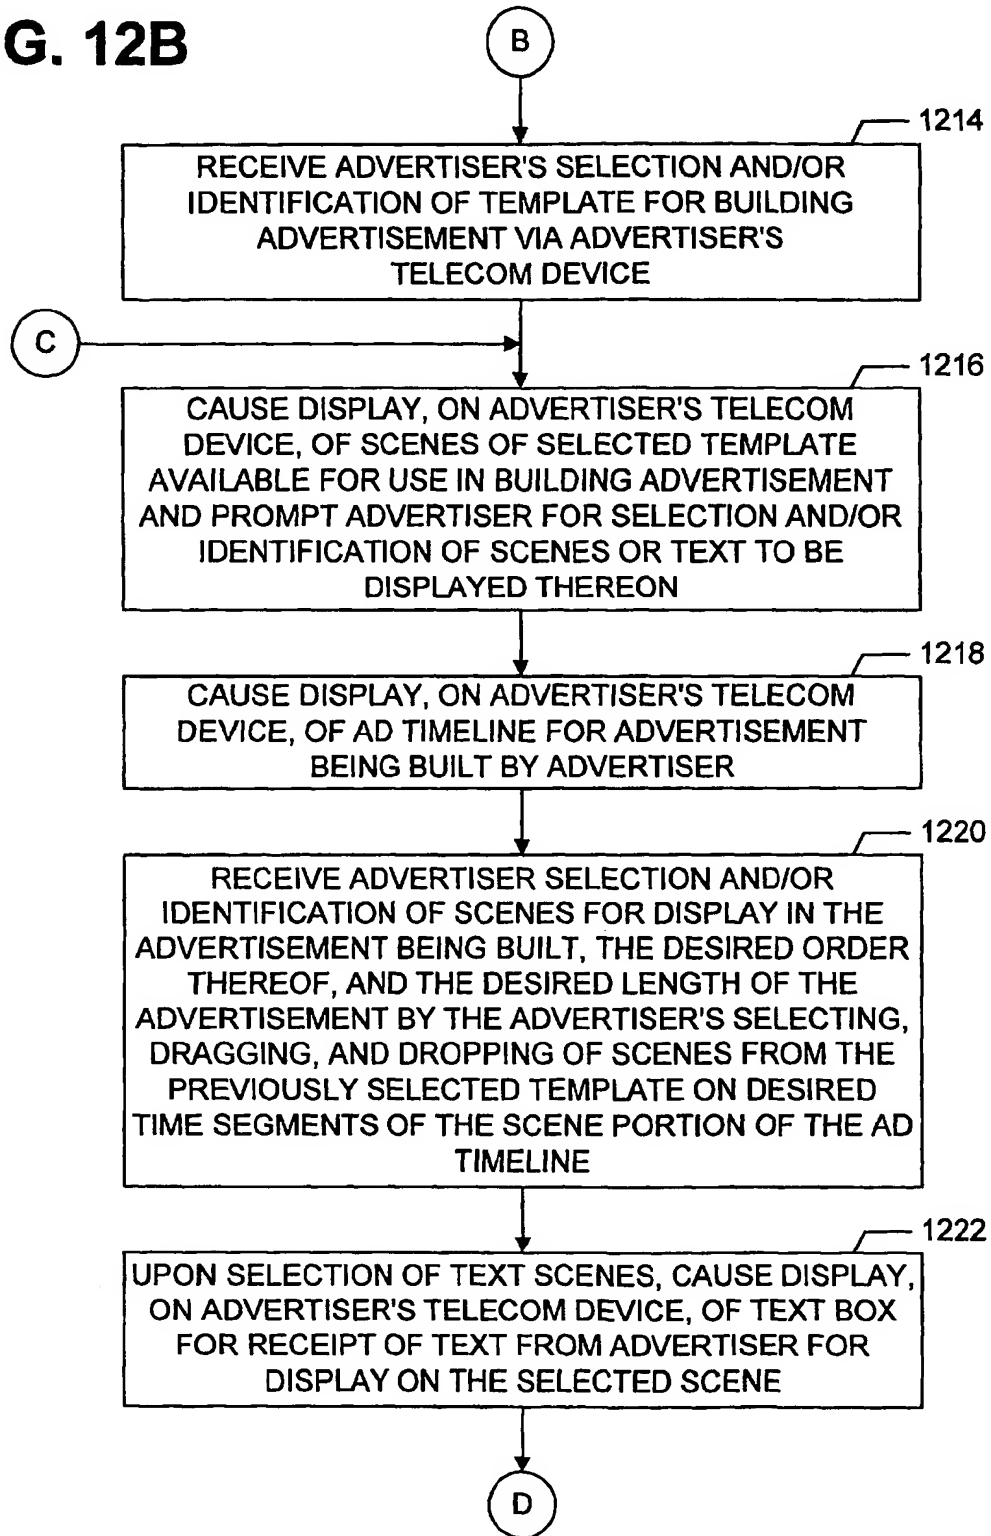 G. 12B
B
1214
RECEIVE ADVERTISER'S SELECTION AND/OR
IDENTIFICATION OF TEMPLATE FOR BUILDING
ADVERTISEMENT VIA ADVERTISER'S
TELECOM DEVICE
C
1216
CAUSE DISPLAY, ON ADVERTISER'S TELECOM
DEVICE, OF SCENES OF SELECTED TEMPLATE
AVAILABLE FOR USE IN BUILDING ADVERTISEMENT
AND PROMPT ADVERTISER FOR SELECTION AND/OR
IDENTIFICATION OF SCENES OR TEXT TO BE
DISPLAYED THEREON
1218
CAUSE DISPLAY, ON ADVERTISER'S TELECOM
DEVICE, OF AD TIMELINE FOR ADVERTISEMENT
BEING BUILT BY ADVERTISER
1220
RECEIVE ADVERTISER SELECTION AND/OR
IDENTIFICATION OF SCENES FOR DISPLAY IN THE
ADVERTISEMENT BEING BUILT, THE DESIRED ORDER
THEREOF, AND THE DESIRED LENGTH OF THE
ADVERTISEMENT BY THE ADVERTISER'S SELECTING,
DRAGGING, AND DROPPING OF SCENES FROM THE
PREVIOUSLY SELECTED TEMPLATE ON DESIRED
TIME SEGMENTS OF THE SCENE PORTION OF THE AD
TIMELINE
1222
UPON SELECTION OF TEXT SCENES, CAUSE DISPLAY,
ON ADVERTISER'S TELECOM DEVICE, OF TEXT BOX
FOR RECEIPT OF TEXT FROM ADVERTISER FOR
DISPLAY ON THE SELECTED SCENE
D